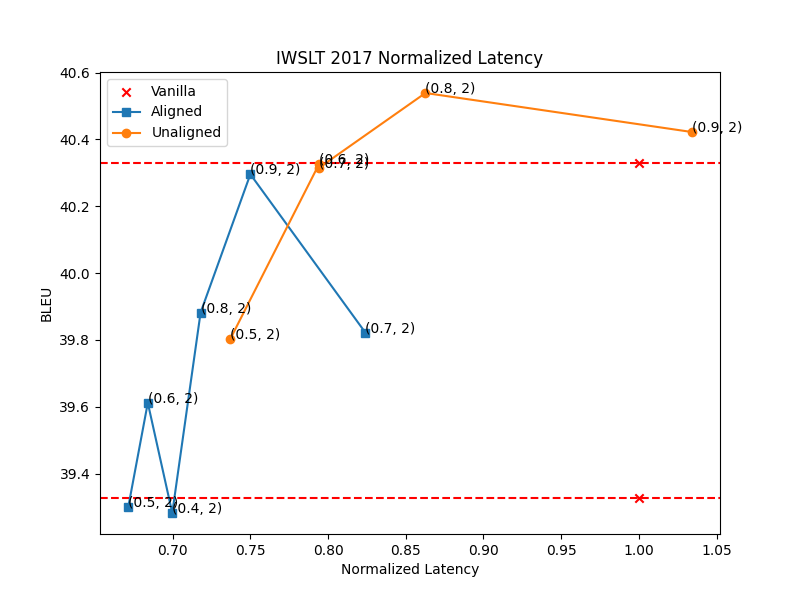 IWSLT 2017 Normalized Latency
Vanilla
Aligned
Unaligned
(0.8, 2)
(0.9, 2)
(0.6, 2)
(0.7, 2)
(0.9, 2)
(0.8, 2)
(0.5, 2)
(0.7, 2)
(0.6, 2)
(0.5, 2)
(0.4, 2)
40.6
40.4
40.2
40.0
39.8
39.6
39.4
BLEU
0.70 0.75 0.80 0.85 0.90 0.95 1.00 1.05
Normalized Latency